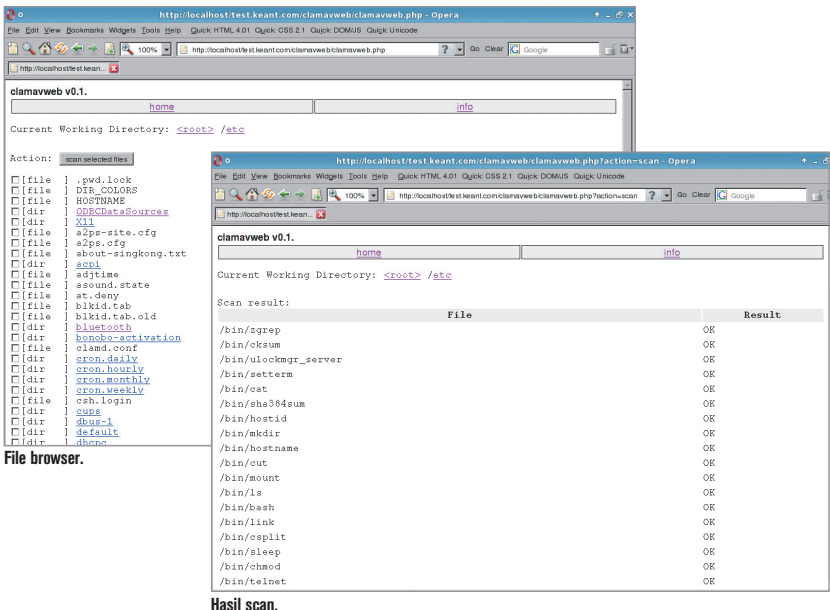 http://localhost/test.keant.com/clamavweb/clamavweb.php - Opera
File Edit View Bookmarks Widgets Tools Help Quick: HTML 4.01 Quick: CSS 2.1 Quick: DOM/JS Quick: Unicode
100% http://localhost/test.keant.com/clamavweb/clamavweb.php ? Go Clear G Google
http://localhost/test.kean...
clamavweb v0.1.
home info
Current Working Directory: <root> /etc
Action: scan selected files
[file ] .pwd.lock
[file ] DIR_COLORS
[file ] HOSTNAME
[dir ] ODBCDataSources
[dir ] X11
[file ] a2ps-site.cfg
[file ] a2ps.cfg
[file ] about-singkong.txt
[dir ] acpi
[file ] adjtime
[file ] asound.state
[file ] at.deny
[file ] blkid.tab
[file ] blkid.tab.old
[dir ] bluetooth
[dir ] bonobo-activation
[file ] clamd.conf
[dir ] cron.daily
[dir ] cron.hourly
[dir ] cron.monthly
[dir ] cron.weekly
[file ] csh.login
[dir ] cups
[dir ] dbus-1
[dir ] default
[dir ] dhcpc
File browser.
http://localhost/test.keant.com/clamavweb/clamavweb.php?action=scan - Opera
File Edit View Bookmarks Widgets Tools Help Quick: HTML 4.01 Quick: CSS 2.1 Quick: DOM/JS Quick: Unicode
100% http://localhost/test.keant.com/clamavweb/clamavweb.php?action=scan ? Go Clear G Google
http://localhost/test.kean...
clamavweb v0.1.
home info
Current Working Directory: <root> /etc
Scan result:
File Result
/bin/zgrep OK
/bin/cksum OK
/bin/ulockmgr_server OK
/bin/setterm OK
/bin/cat OK
/bin/sha384sum OK
/bin/hostid OK
/bin/mkdir OK
/bin/hostname OK
/bin/cut OK
/bin/mount OK
/bin/ls OK
/bin/bash OK
/bin/link OK
/bin/csplit OK
/bin/sleep OK
/bin/chmod OK
/bin/telnet OK
Hasil scan.